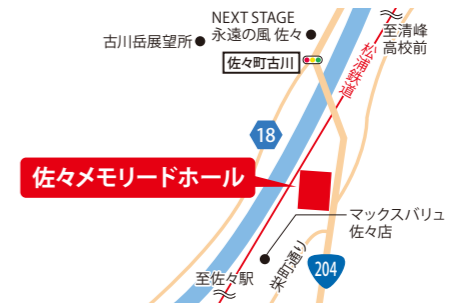 NEXT STAGE
永遠の風 佐々
古川岳展望所
至清峰
高校前
佐々町古川
松浦鉄道
18
佐々メモリードホール
マックスバリュ
佐々店
栄町通り
至佐々駅
204